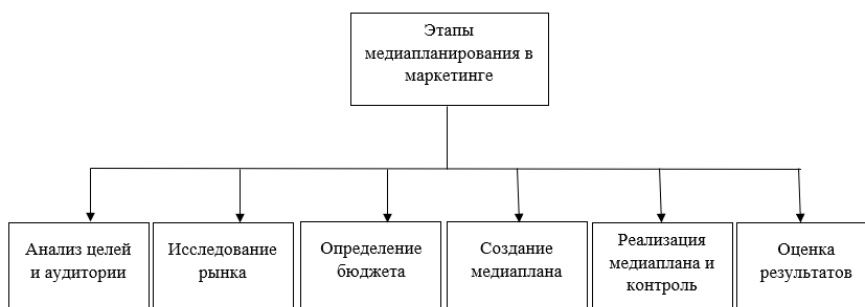 Этапы
медиапланирования в
маркетинге
Анализ целей
и аудитории
Исследование
рынка
Определение
бюджета
Создание
медиаплана
Реализация
медиаплана и
контроль
Оценка
результатов